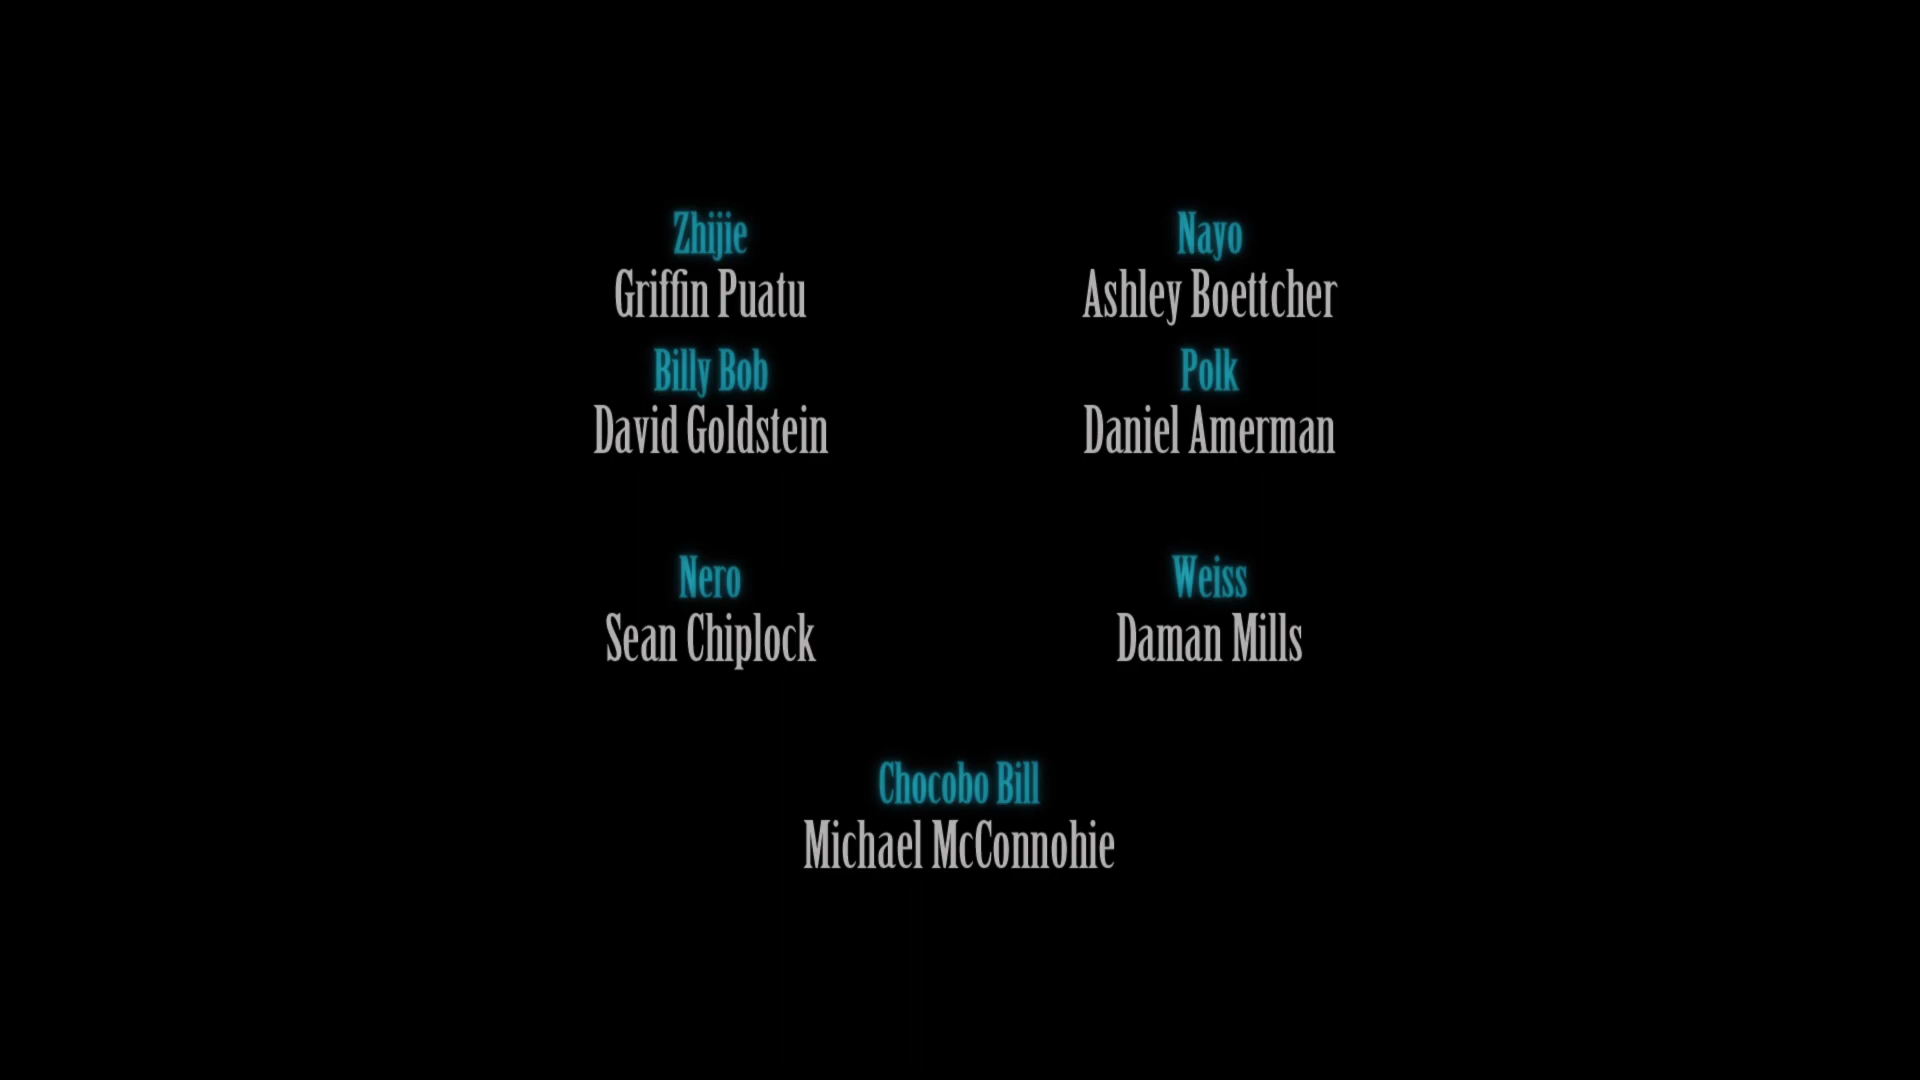 Zhijie
Griffin Puatu
Nayo
Ashley Boettcher
Billy Bob
David Goldstein
Polk
Daniel Amerman
Nero
Sean Chiplock
Weiss
Daman Mills
Chocobo Bill
Michael McConnohie